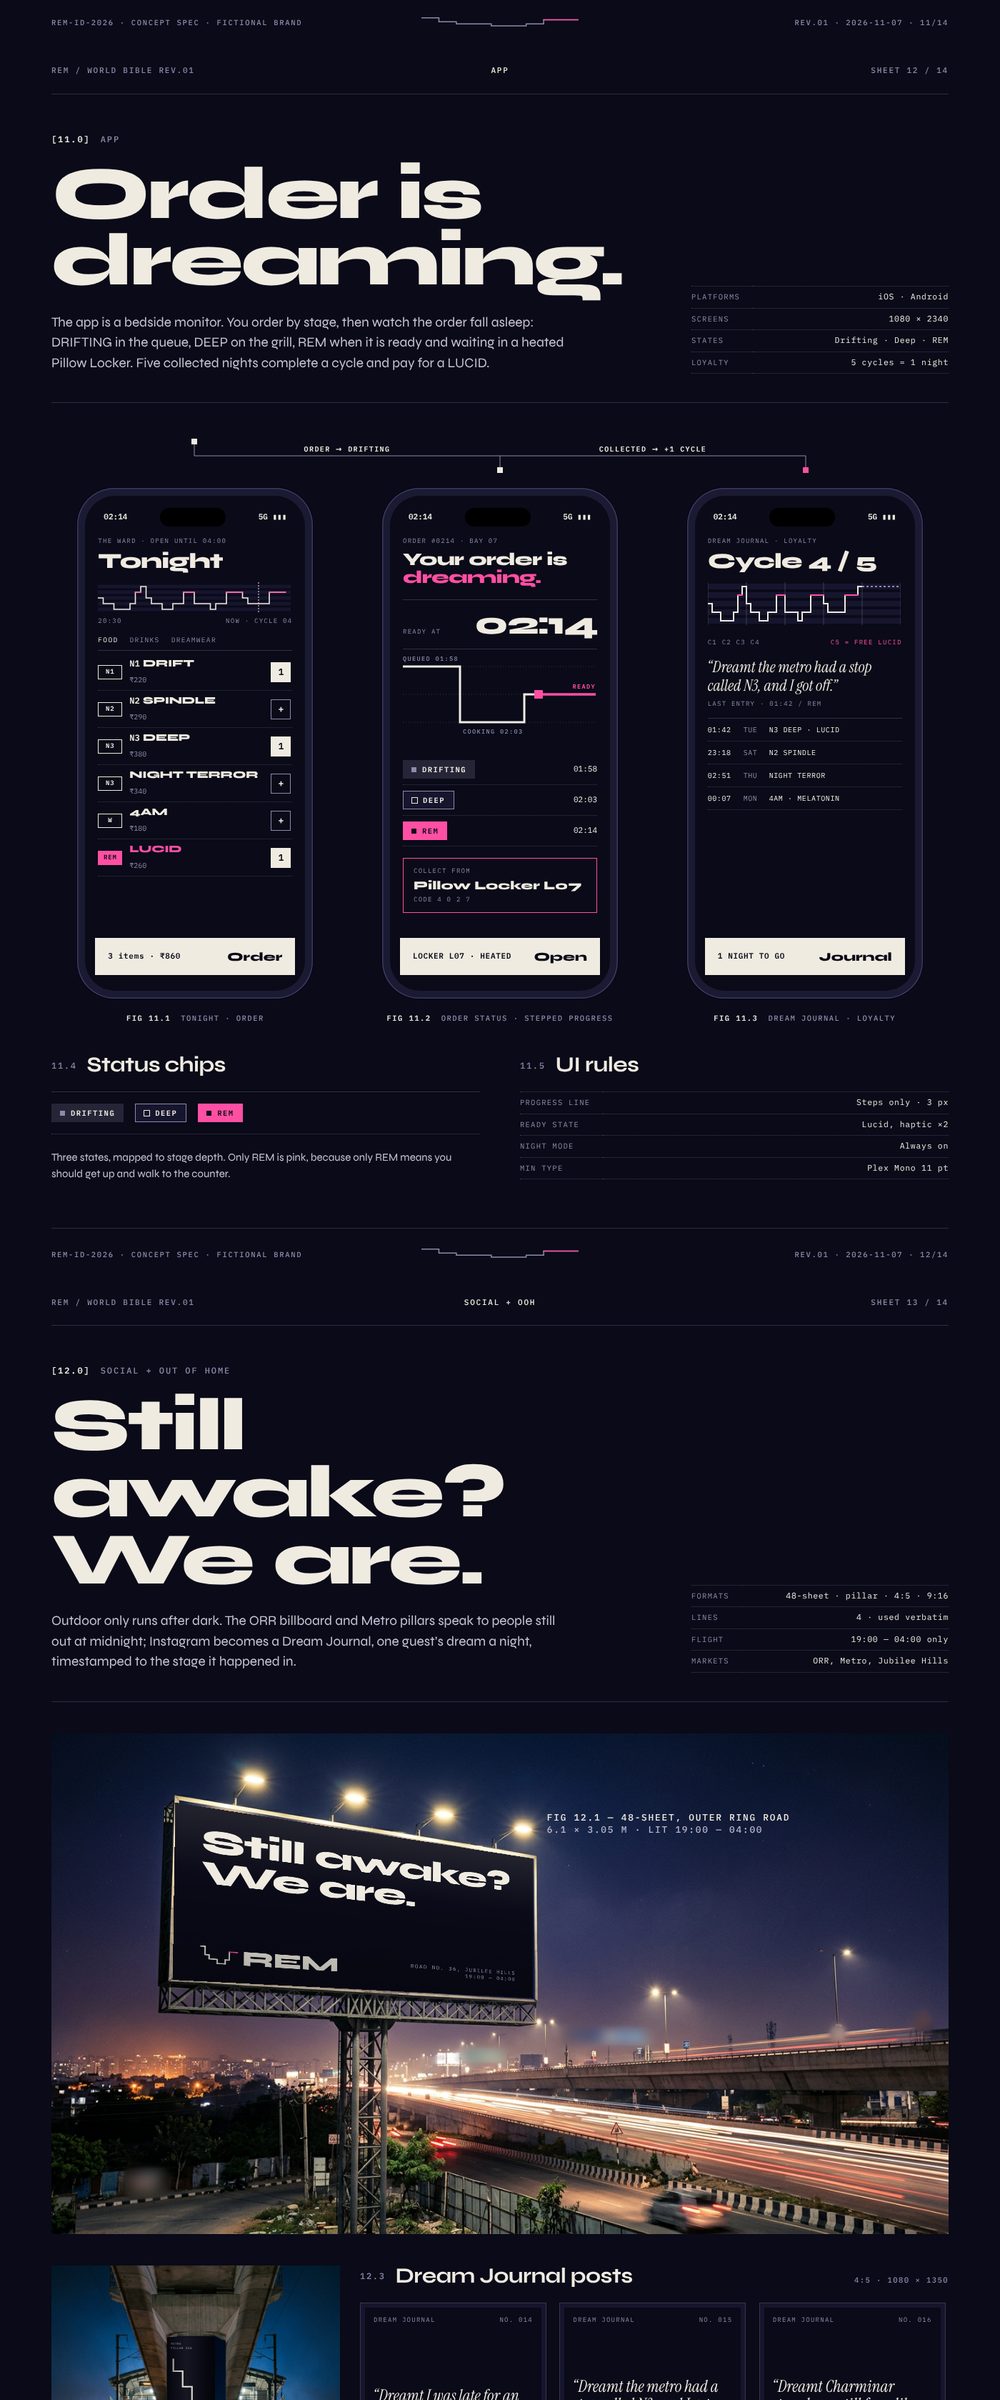 REM-ID-2026 · CONCEPT SPEC · FICTIONAL BRAND
REV.01 · 2026-11-07 · 11/14
REM / WORLD BIBLE REV.01
APP
SHEET 12 / 14
[11.0] APP
Order is
dreaming.
The app is a bedside monitor. You order by stage, then watch the order fall asleep:
DRIFTING in the queue, DEEP on the grill, REM when it is ready and waiting in a heated
Pillow Locker. Five collected nights complete a cycle and pay for a LUCID.
PLATFORMS iOS · Android
SCREENS 1080 × 2340
STATES Drifting · Deep · REM
LOYALTY 5 cycles = 1 night
ORDER → DRIFTING
COLLECTED → +1 CYCLE
02:14 5G
THE WARD · OPEN UNTIL 04:00
Tonight
20:30 NOW · CYCLE 04
FOOD DRINKS DREAMWEAR
N1 N1 DRIFT 1
₹220
N2 N2 SPINDLE +
₹290
N3 N3 DEEP 1
₹380
N3 NIGHT TERROR +
₹340
W 4AM +
₹180
REM LUCID 1
₹260
3 items · ₹860 Order
FIG 11.1 TONIGHT · ORDER
02:14 5G
ORDER #0214 · BAY 07
Your order is
dreaming.
READY AT 02:14
QUEUED 01:58
READY
COOKING 02:03
DRIFTING 01:58
DEEP 02:03
REM 02:14
COLLECT FROM
Pillow Locker L07
CODE 4 0 2 7
LOCKER L07 · HEATED Open
FIG 11.2 ORDER STATUS · STEPPED PROGRESS
02:14 5G
DREAM JOURNAL · LOYALTY
Cycle 4 / 5
C1 C2 C3 C4 C5 = FREE LUCID
“Dreamt the metro had a stop
called N3, and I got off.”
LAST ENTRY · 01:42 / REM
01:42 TUE N3 DEEP · LUCID
23:18 SAT N2 SPINDLE
02:51 THU NIGHT TERROR
00:07 MON 4AM · MELATONIN
1 NIGHT TO GO Journal
FIG 11.3 DREAM JOURNAL · LOYALTY
11.4 Status chips
DRIFTING DEEP REM
Three states, mapped to stage depth. Only REM is pink, because only REM means you
should get up and walk to the counter.
11.5 UI rules
PROGRESS LINE Steps only · 3 px
READY STATE Lucid, haptic ×2
NIGHT MODE Always on
MIN TYPE Plex Mono 11 pt
REM-ID-2026 · CONCEPT SPEC · FICTIONAL BRAND
REV.01 · 2026-11-07 · 12/14
REM / WORLD BIBLE REV.01
SOCIAL + OOH
SHEET 13 / 14
[12.0] SOCIAL + OUT OF HOME
Still
awake?
We are.
Outdoor only runs after dark. The ORR billboard and Metro pillars speak to people still
out at midnight; Instagram becomes a Dream Journal, one guest's dream a night,
timestamped to the stage it happened in.
FORMATS 48-sheet · pillar · 4:5 · 9:16
LINES 4 · used verbatim
FLIGHT 19:00 — 04:00 only
MARKETS ORR, Metro, Jubilee Hills
FIG 12.1 — 48-SHEET, OUTER RING ROAD
6.1 × 3.05 M · LIT 19:00 — 04:00
Still awake?
We are.
REM
ROAD NO. 36, JUBILEE HILLS
19:00 — 04:00
12.3 Dream Journal posts
4:5 · 1080 × 1350
DREAM JOURNAL NO. 014
“Dreamt I was late for an
DREAM JOURNAL NO. 015
“Dreamt the metro had a
DREAM JOURNAL NO. 016
“Dreamt Charminar